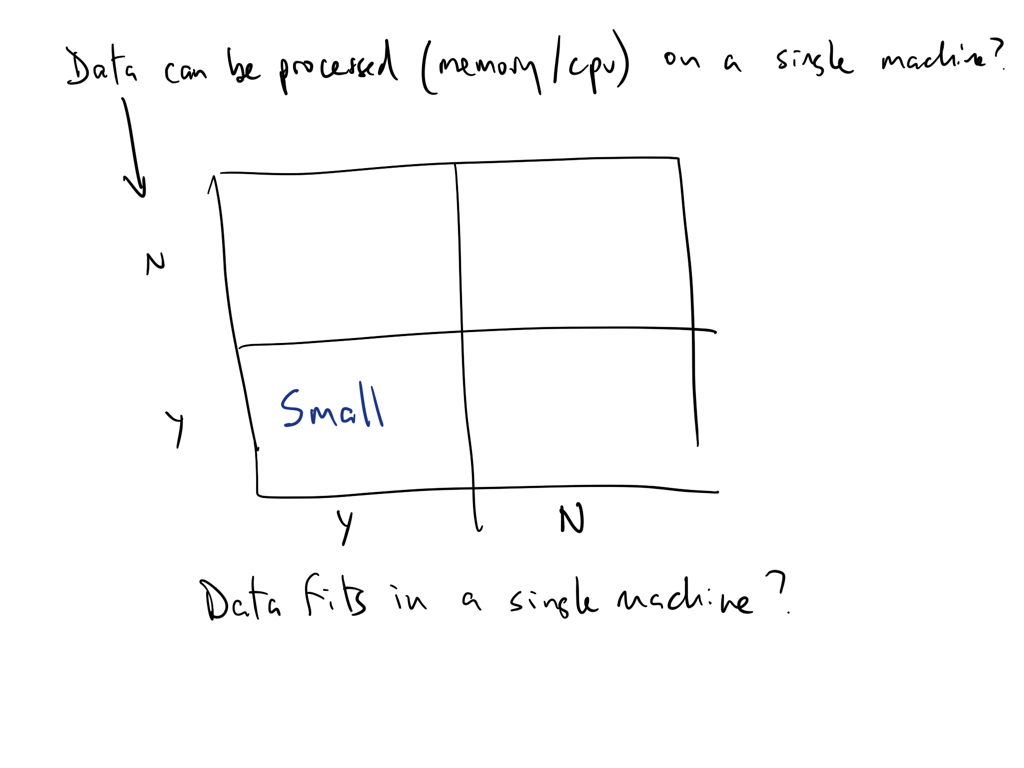 Data can be processed (memory/cpu) on a single machine?
N
Small
Y
Y N
Data fits in a single machine?